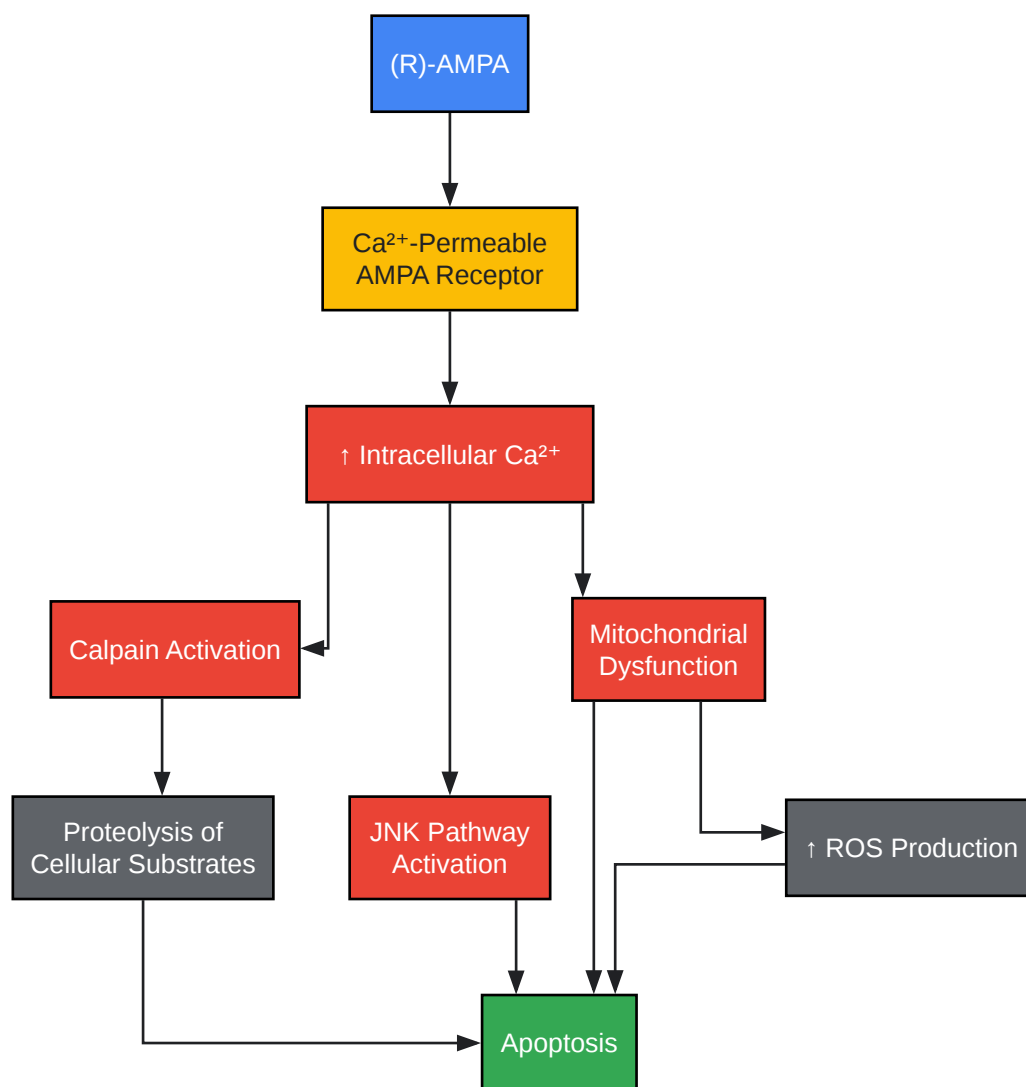 (R)-AMPA
Ca²⁺-Permeable
AMPA Receptor
↑ Intracellular Ca²⁺
Calpain Activation
Mitochondrial
Dysfunction
Proteolysis of
Cellular Substrates
JNK Pathway
Activation
↑ ROS Production
Apoptosis